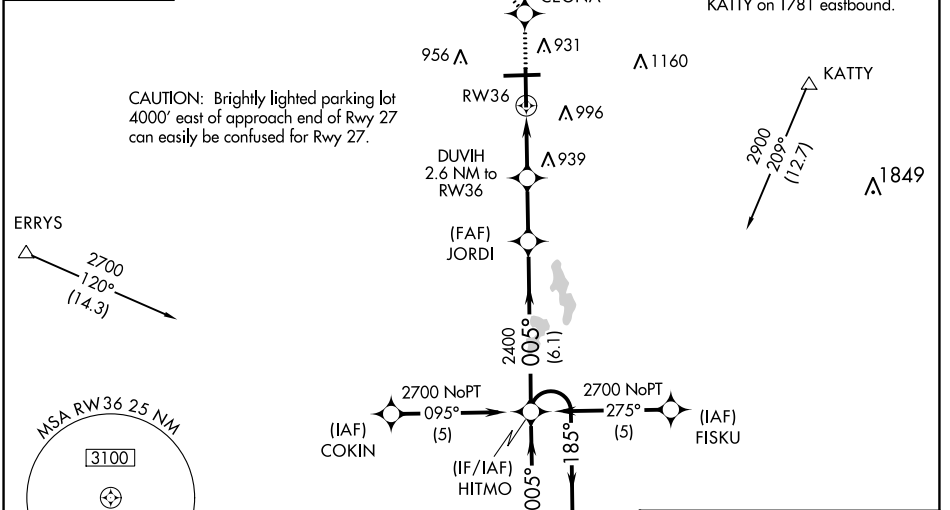 KATTY on 1781 eastbound.
931
956
1160
KATTY
CAUTION: Brightly lighted parking lot
4000' east of approach end of Rwy 27
can easily be confused for Rwy 27.
RW36
996
2900
209°
(12.7)
DUVIH
2.6 NM to
RW36
939
1849
ERRYS
2700
120°
(14.3)
(FAF)
JORDI
2400
005°
(6.1)
2700 NoPT
095°
(5)
2700 NoPT
275°
(5)
(IAF)
COKIN
(IAF)
FISKU
(IF/IAF)
HITMO
005°
185°
MSA RW36 25 NM
3100